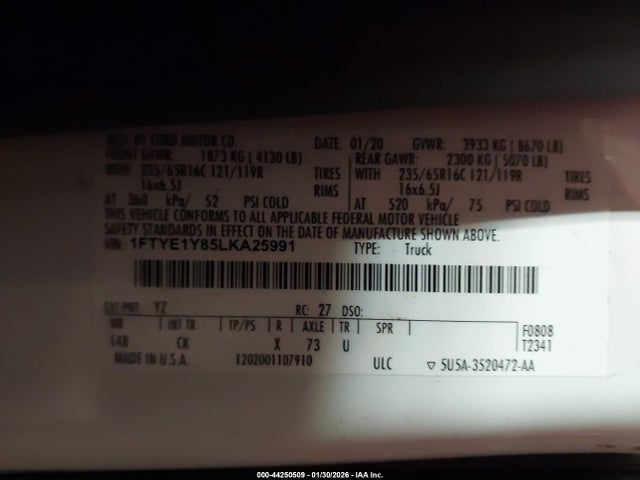 MFD. BY FORD MOTOR CO. DATE: 01/20 GVWR: 3933 KG ( 8670 LB)
FRONT GAWR: 1873 KG ( 4130 LB) REAR GAWR: 2300 KG ( 5070 LB)
WITH 235/65R16C 121/119R TIRES WITH 235/65R16C 121/119R TIRES
16x6.5J RIMS 16x6.5J RIMS
AT 360 kPa/ 52 PSI COLD AT 520 kPa/ 75 PSI COLD
THIS VEHICLE CONFORMS TO ALL APPLICABLE FEDERAL MOTOR VEHICLE
SAFETY STANDARDS IN EFFECT ON THE DATE OF MANUFACTURE SHOWN ABOVE.
VIN: 1FTYE1Y85LKA25991 TYPE: Truck
EXT PNT: YZ RC: 27 DSO:
WB INT TR TP/PS R AXLE TR SPR F0808
148 CK X 73 U T2341
MADE IN U.S.A. 1202001107910 ULC ▽ 5U5A-3520472-AA
000-44250509 - 01/30/2026 - IAA Inc.